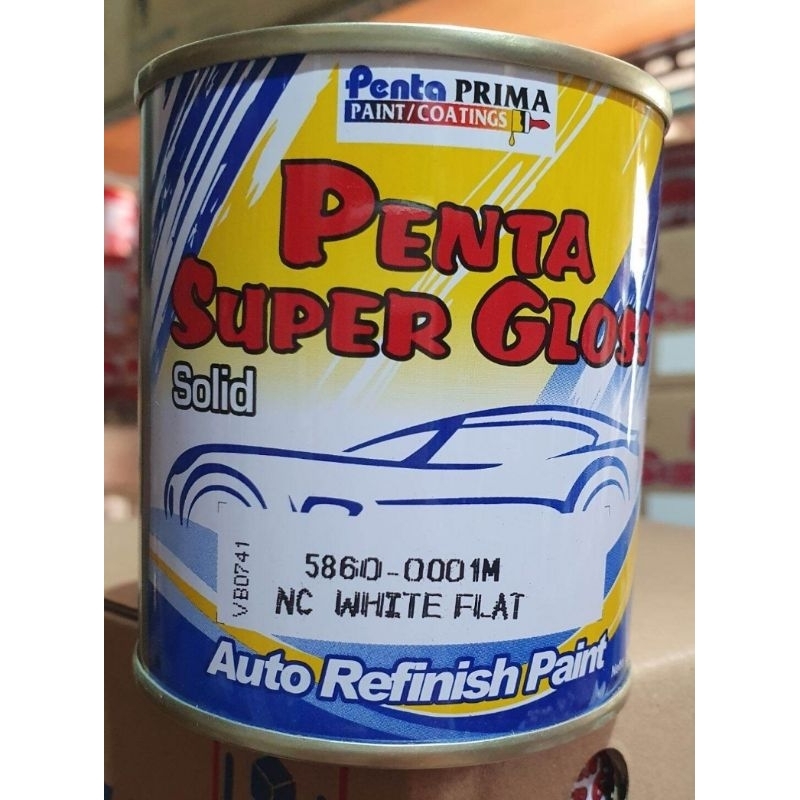 Penta PRIMA
PAINT/COATINGS
PENTA
SUPER GLOSS
Solid
VB0741
5860-0001M
NC WHITE FLAT
Auto Refinish Paint